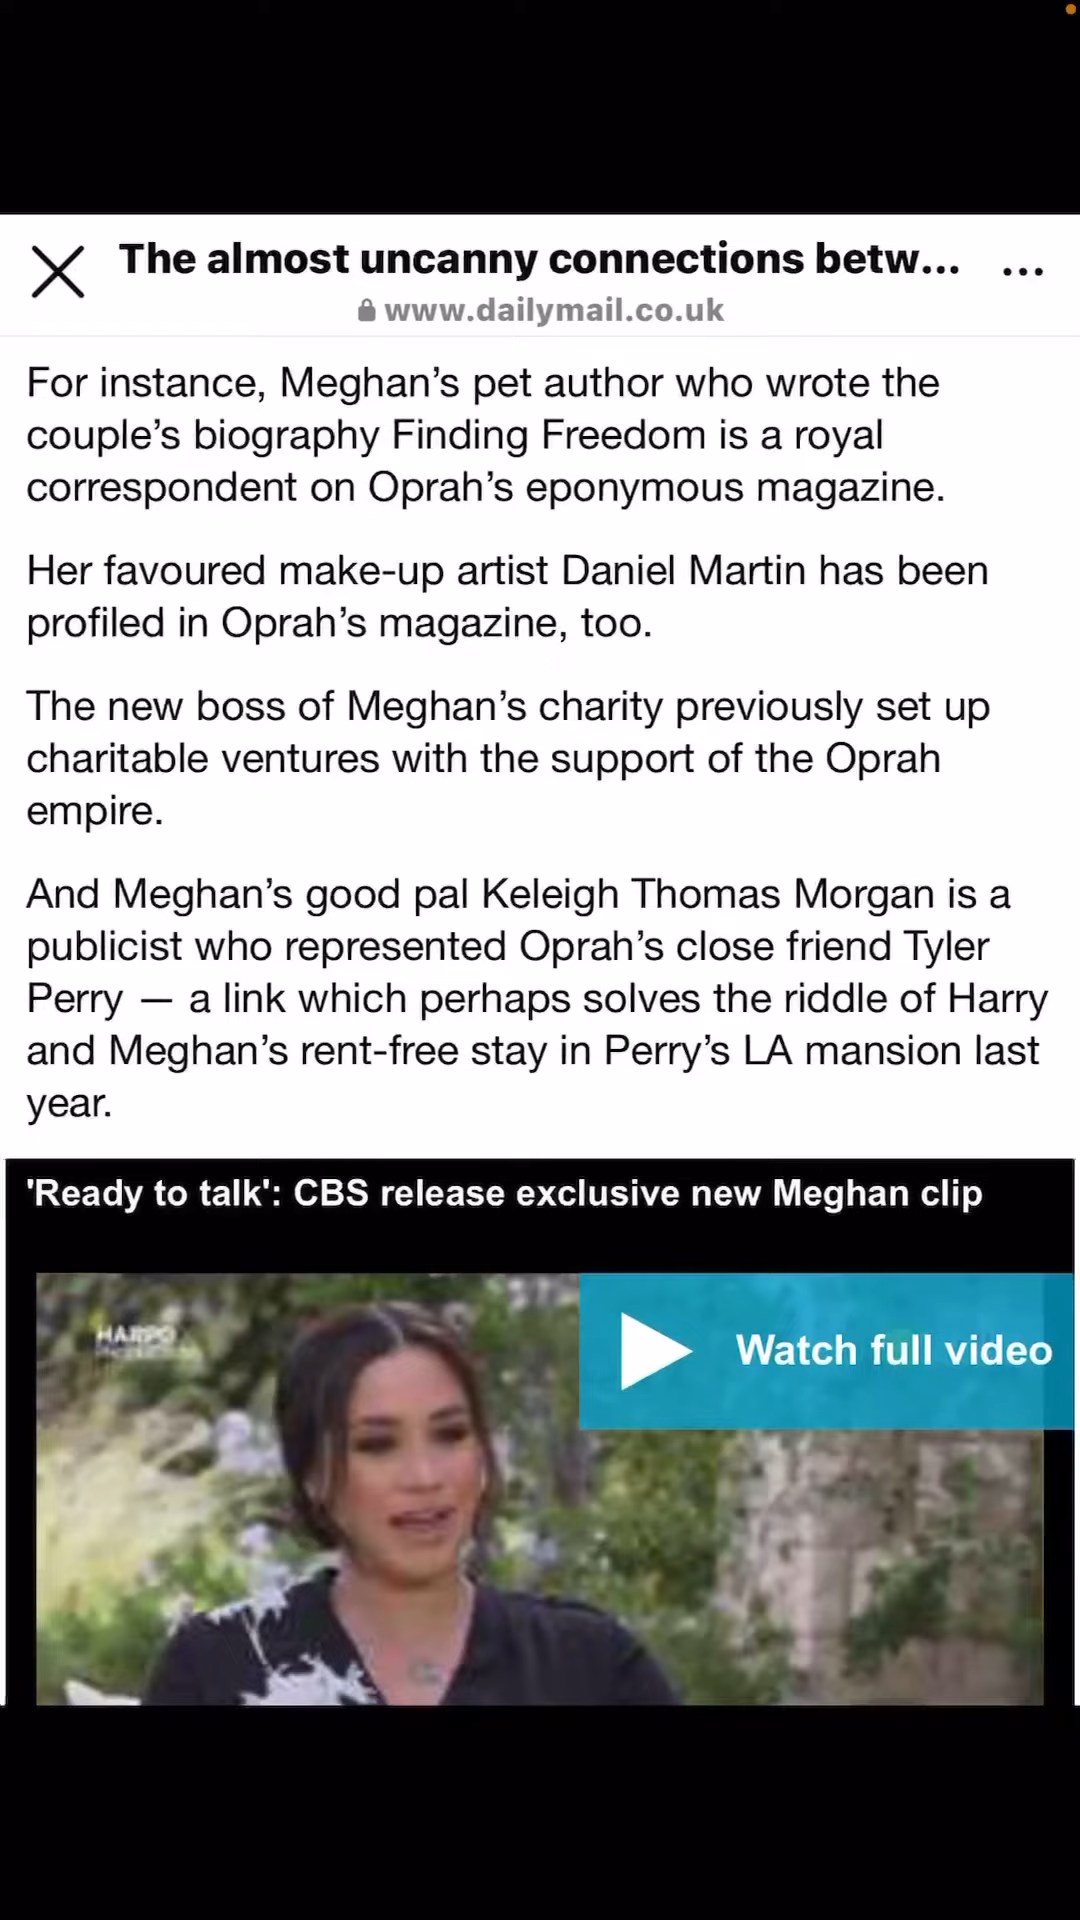 The almost uncanny connections betw...
www.dailymail.co.uk
For instance, Meghan’s pet author who wrote the
couple’s biography Finding Freedom is a royal
correspondent on Oprah’s eponymous magazine.
Her favoured make-up artist Daniel Martin has been
profiled in Oprah’s magazine, too.
The new boss of Meghan’s charity previously set up
charitable ventures with the support of the Oprah
empire.
And Meghan’s good pal Keleigh Thomas Morgan is a
publicist who represented Oprah’s close friend Tyler
Perry — a link which perhaps solves the riddle of Harry
and Meghan’s rent-free stay in Perry’s LA mansion last
year.
'Ready to talk': CBS release exclusive new Meghan clip
Watch full video
HARPO